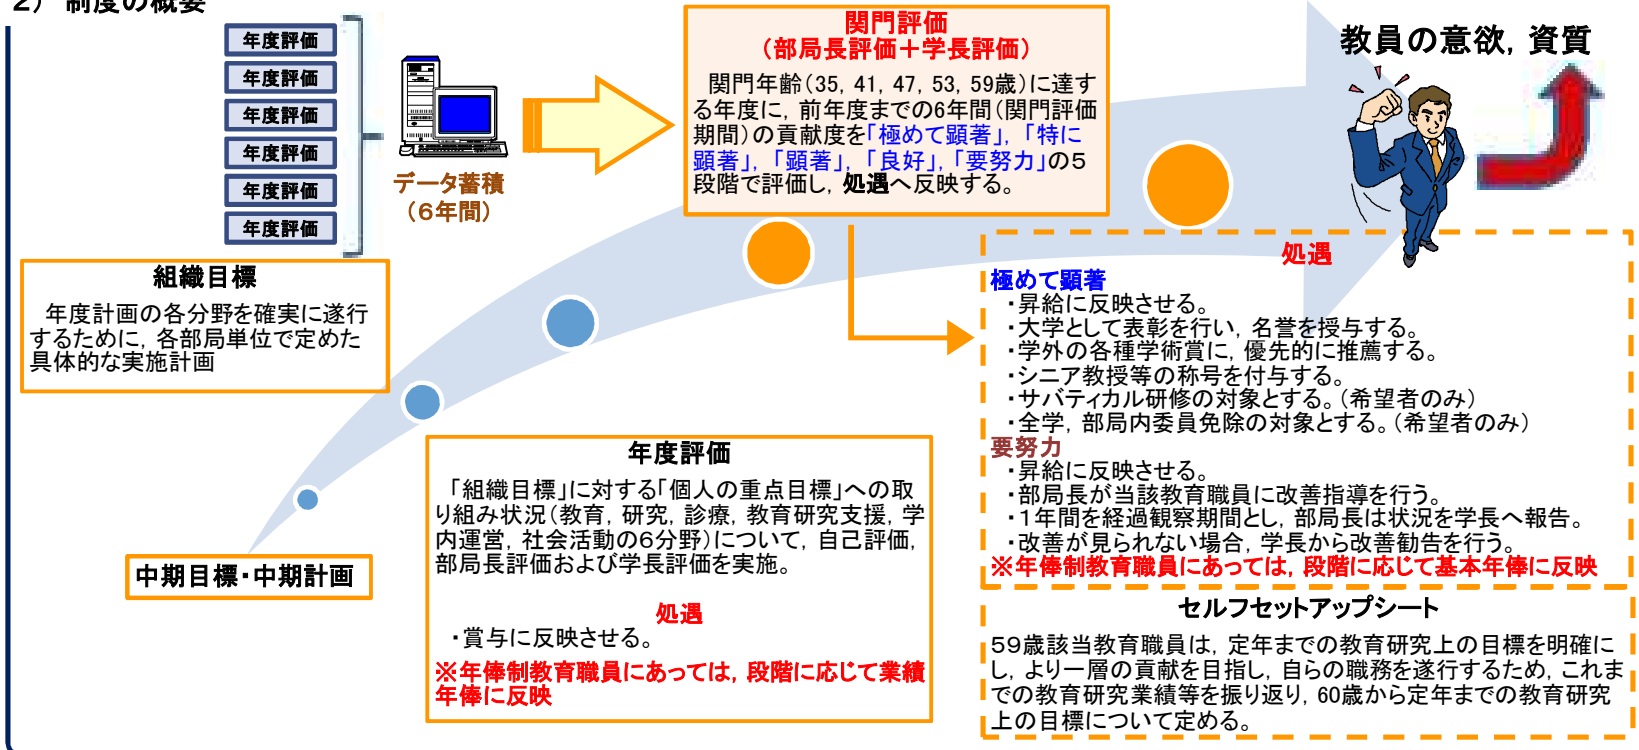 2) 制度の概要
年度評価
年度評価
年度評価
年度評価
年度評価
年度評価
データ蓄積
(6年間)
関門評価
(部局長評価+学長評価)
関門年齢(35, 41, 47, 53, 59歳)に達す
る年度に, 前年度までの6年間(関門評価
期間)の貢献度を「極めて顕著」, 「特に
顕著」, 「顕著」, 「良好」, 「要努力」の5
段階で評価し, 処遇へ反映する。
教員の意欲, 資質
組織目標
年度計画の各分野を確実に遂行
するために, 各部局単位で定めた
具体的な実施計画
中期目標・中期計画
年度評価
「組織目標」に対する「個人の重点目標」への取
り組み状況(教育, 研究, 診療, 教育研究支援, 学
内運営, 社会活動の6分野)について, 自己評価,
部局長評価および学長評価を実施。
処遇
・賞与に反映させる。
※年俸制教育職員にあっては, 段階に応じて業績
年俸に反映
処遇
極めて顕著
・昇給に反映させる。
・大学として表彰を行い, 名誉を授与する。
・学外の各種学術賞に, 優先的に推薦する。
・シニア教授等の称号を付与する。
・サバティカル研修の対象とする。(希望者のみ)
・全学, 部局内委員免除の対象とする。(希望者のみ)
要努力
・昇給に反映させる。
・部局長が当該教育職員に改善指導を行う。
・1年間を経過観察期間とし, 部局長は状況を学長へ報告。
・改善が見られない場合, 学長から改善勧告を行う。
※年俸制教育職員にあっては, 段階に応じて基本年俸に反映
セルフセットアップシート
59歳該当教育職員は, 定年までの教育研究上の目標を明確に
し, より一層の貢献を目指し, 自らの職務を遂行するため, これま
での教育研究業績等を振り返り, 60歳から定年までの教育研究
上の目標について定める。